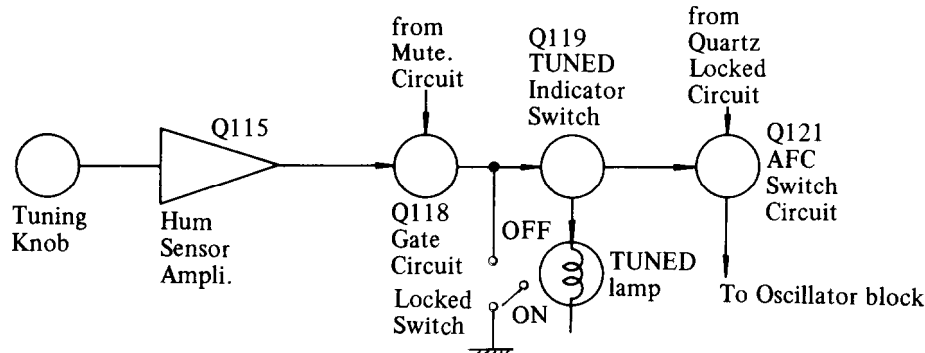 from
Mute.
Circuit
Q119
TUNED
Indicator
Switch
from
Quartz
Locked
Circuit
Q115
Q121
AFC
Switch
Circuit
Tuning
Knob
Hum
Sensor
Ampli.
Q118
Gate
Circuit
OFF
Locked
Switch
ON
TUNED
lamp
To Oscillator block